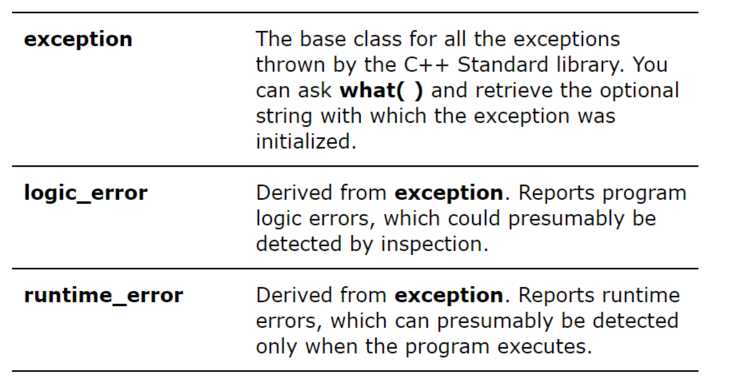 exception The base class for all the exceptions
thrown by the C++ Standard library. You
can ask what( ) and retrieve the optional
string with which the exception was
initialized.
logic_error Derived from exception. Reports program
logic errors, which could presumably be
detected by inspection.
runtime_error Derived from exception. Reports runtime
errors, which can presumably be detected
only when the program executes.